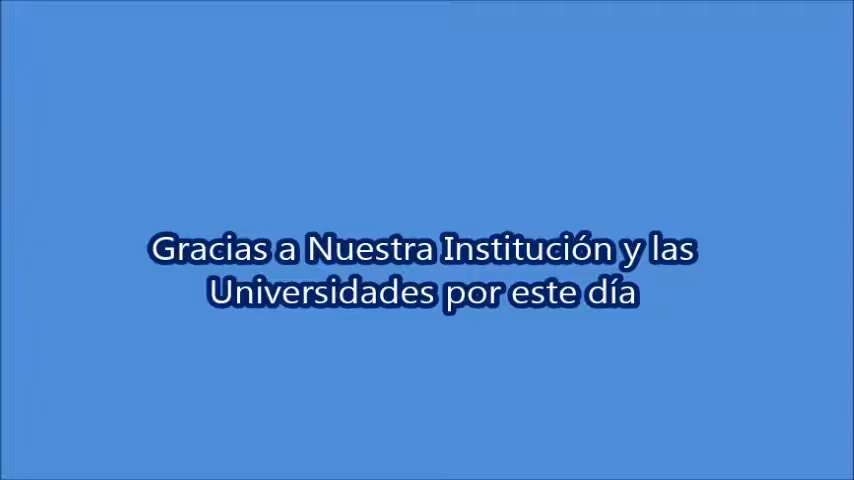 Gracias a Nuestra Institución y las
Universidades por este día